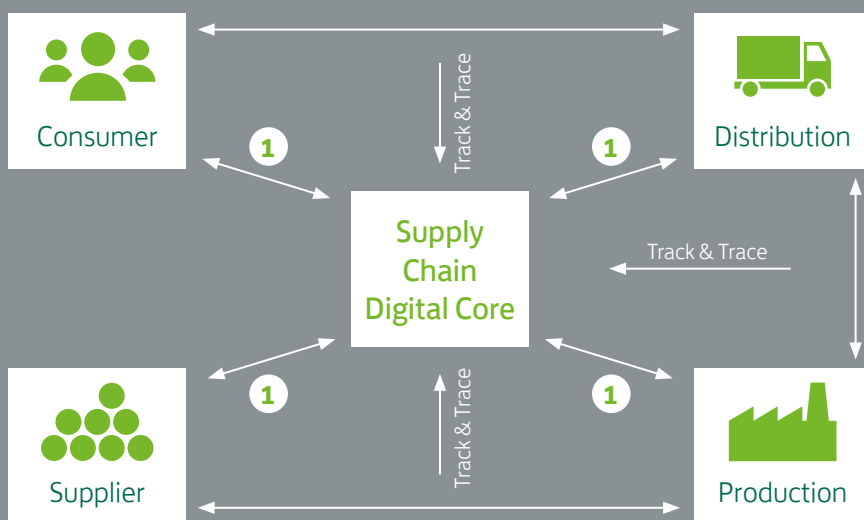 Consumer
Track & Trace
Distribution
1
1
Supply
Chain
Digital Core
Track & Trace
1
1
Track & Trace
Supplier
Production